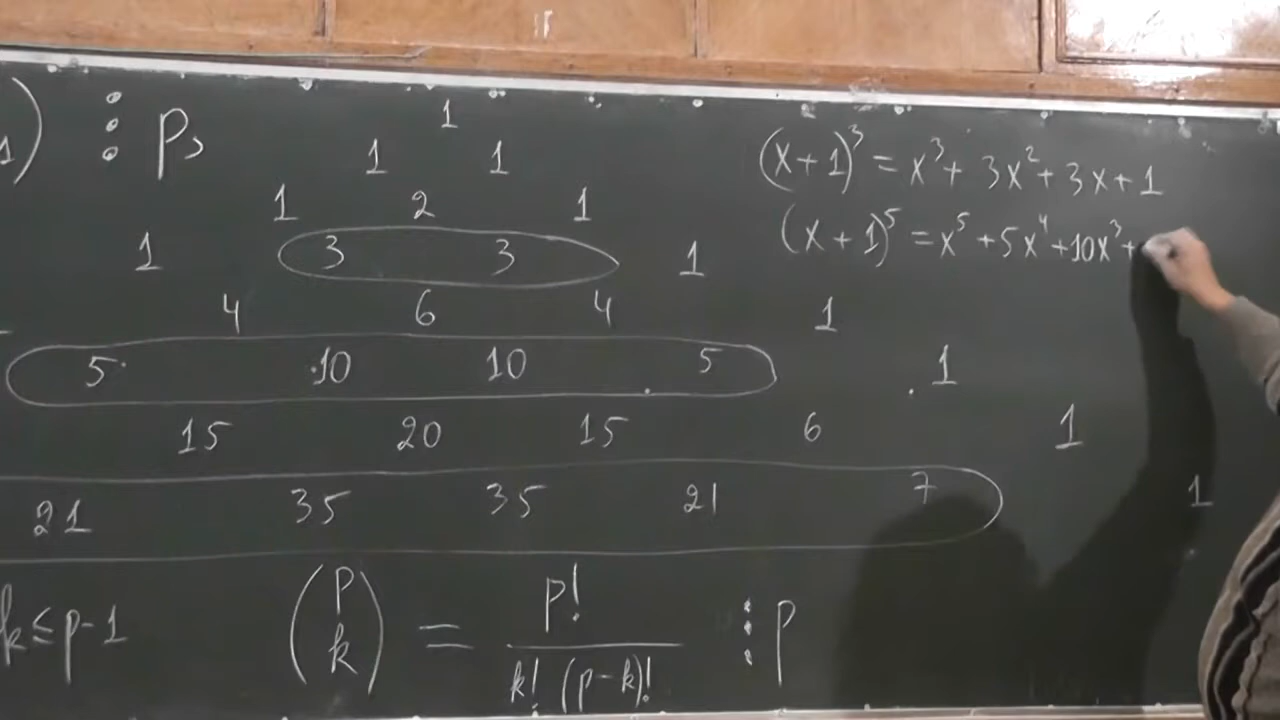 1) ⋮ p,
1
1 1
1 2 1
1 3 3 1
4 6 4 1
5 10 10 5 1
15 20 15 6 1
21 35 35 21 7 1
k ≤ p-1
(p k) = p! / k! (p-k)! ⋮ p
(x+1)³ = x³ + 3x² + 3x + 1
(x+1)⁵ = x⁵ + 5x⁴ + 10x³ +